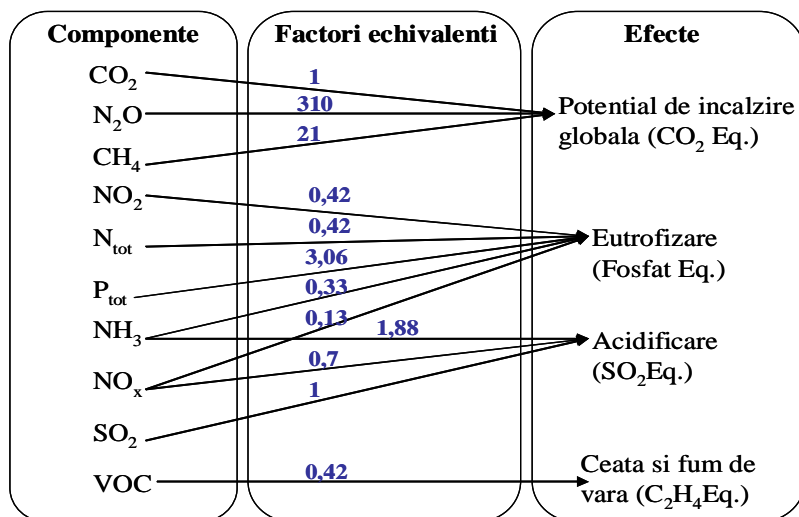 Componente
Factori echivalenti
Efecte
CO2
1
N2O
310
Potential de incalzire
globala (CO2 Eq.)
CH4
21
NO2
0,42
Ntot
0,42
Eutrofizare
(Fosfat Eq.)
Ptot
3,06
NH3
0,33
0,13
1,88
Acidificare
(SO2Eq.)
NOx
0,7
SO2
1
VOC
0,42
Ceata si fum de
vara (C2H4Eq.)